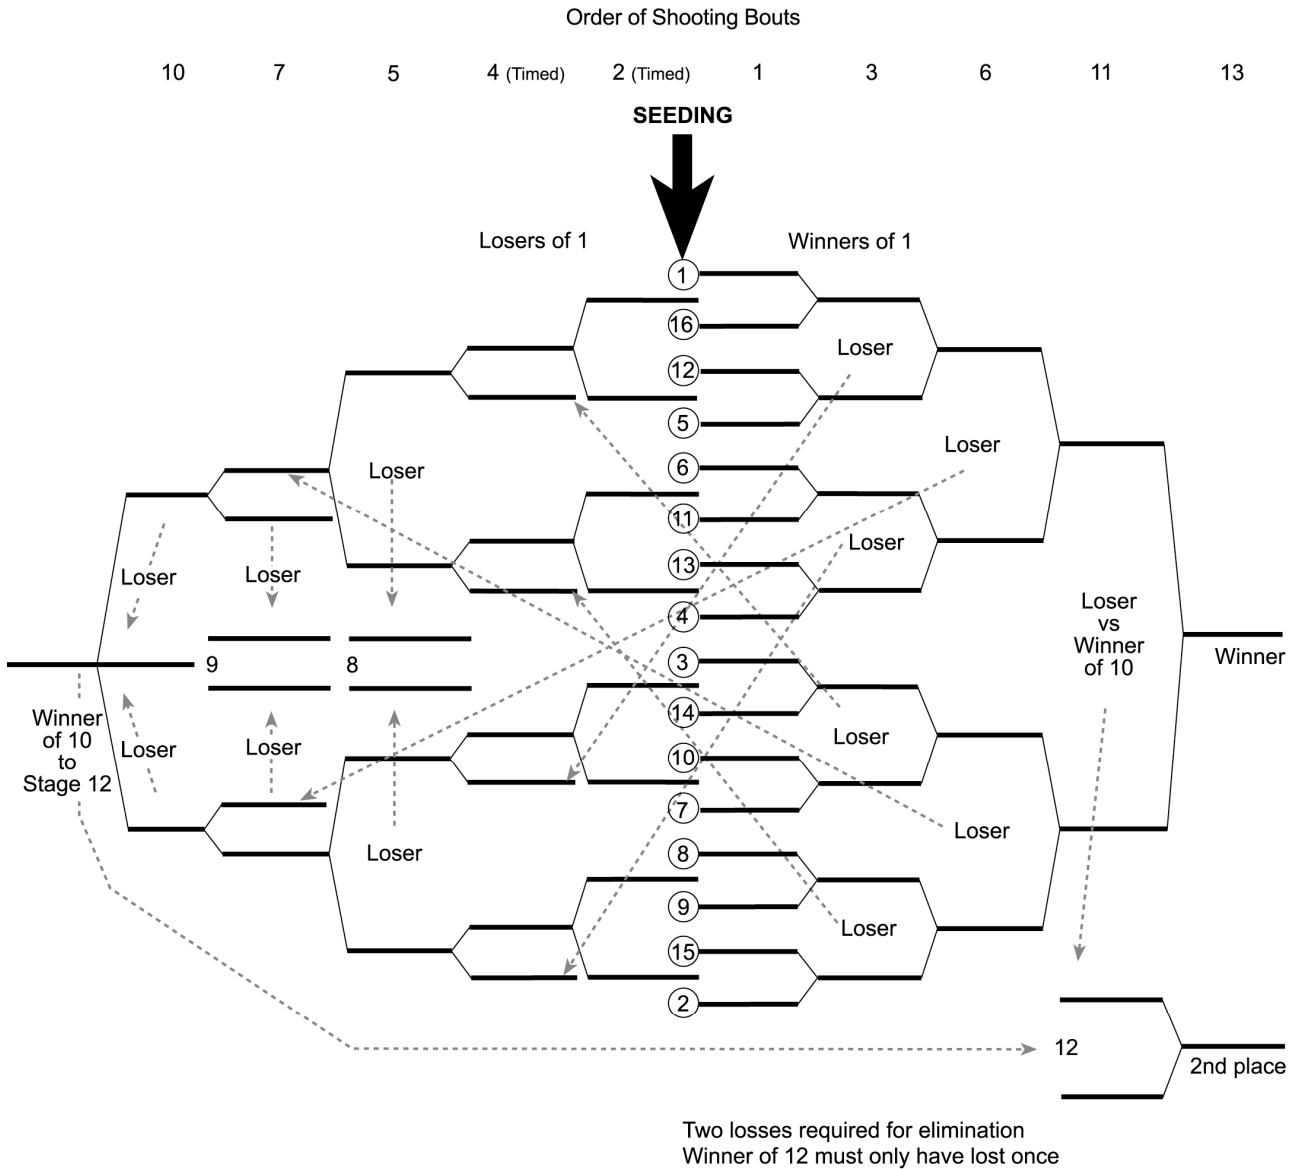 Order of Shooting Bouts
10 7 5 4 (Timed) 2 (Timed) 1 3 6 11 13
SEEDING
Losers of 1
Winners of 1
1
16
Loser
12
5
Loser
Loser
6
11
Loser
13
Loser
Loser
4
Loser
vs
Winner
of 10
Winner
9
8
3
14
Winner
of 10
to
Stage 12
Loser
Loser
Loser
10
7
Loser
Loser
8
9
Loser
15
2
12
2nd place
Two losses required for elimination
Winner of 12 must only have lost once